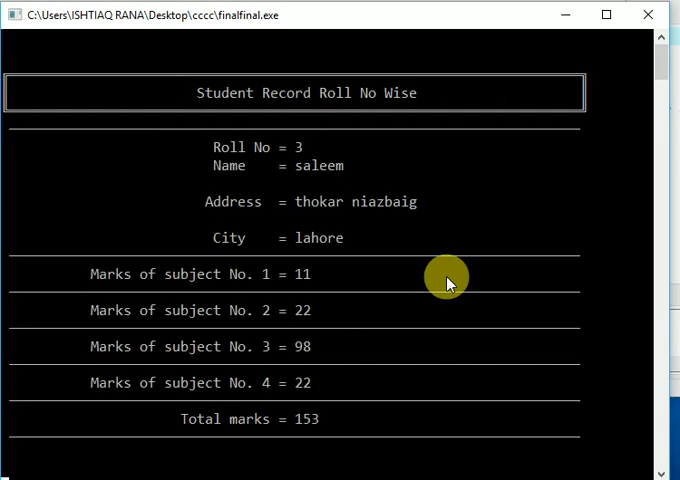 C:\Users\ISHTIAQ RANA\Desktop\cccc\finalfinal.exe
Student Record Roll No Wise
Roll No = 3
Name = saleem
Address = thokar niazbaig
City = lahore
Marks of subject No. 1 = 11
Marks of subject No. 2 = 22
Marks of subject No. 3 = 98
Marks of subject No. 4 = 22
Total marks = 153